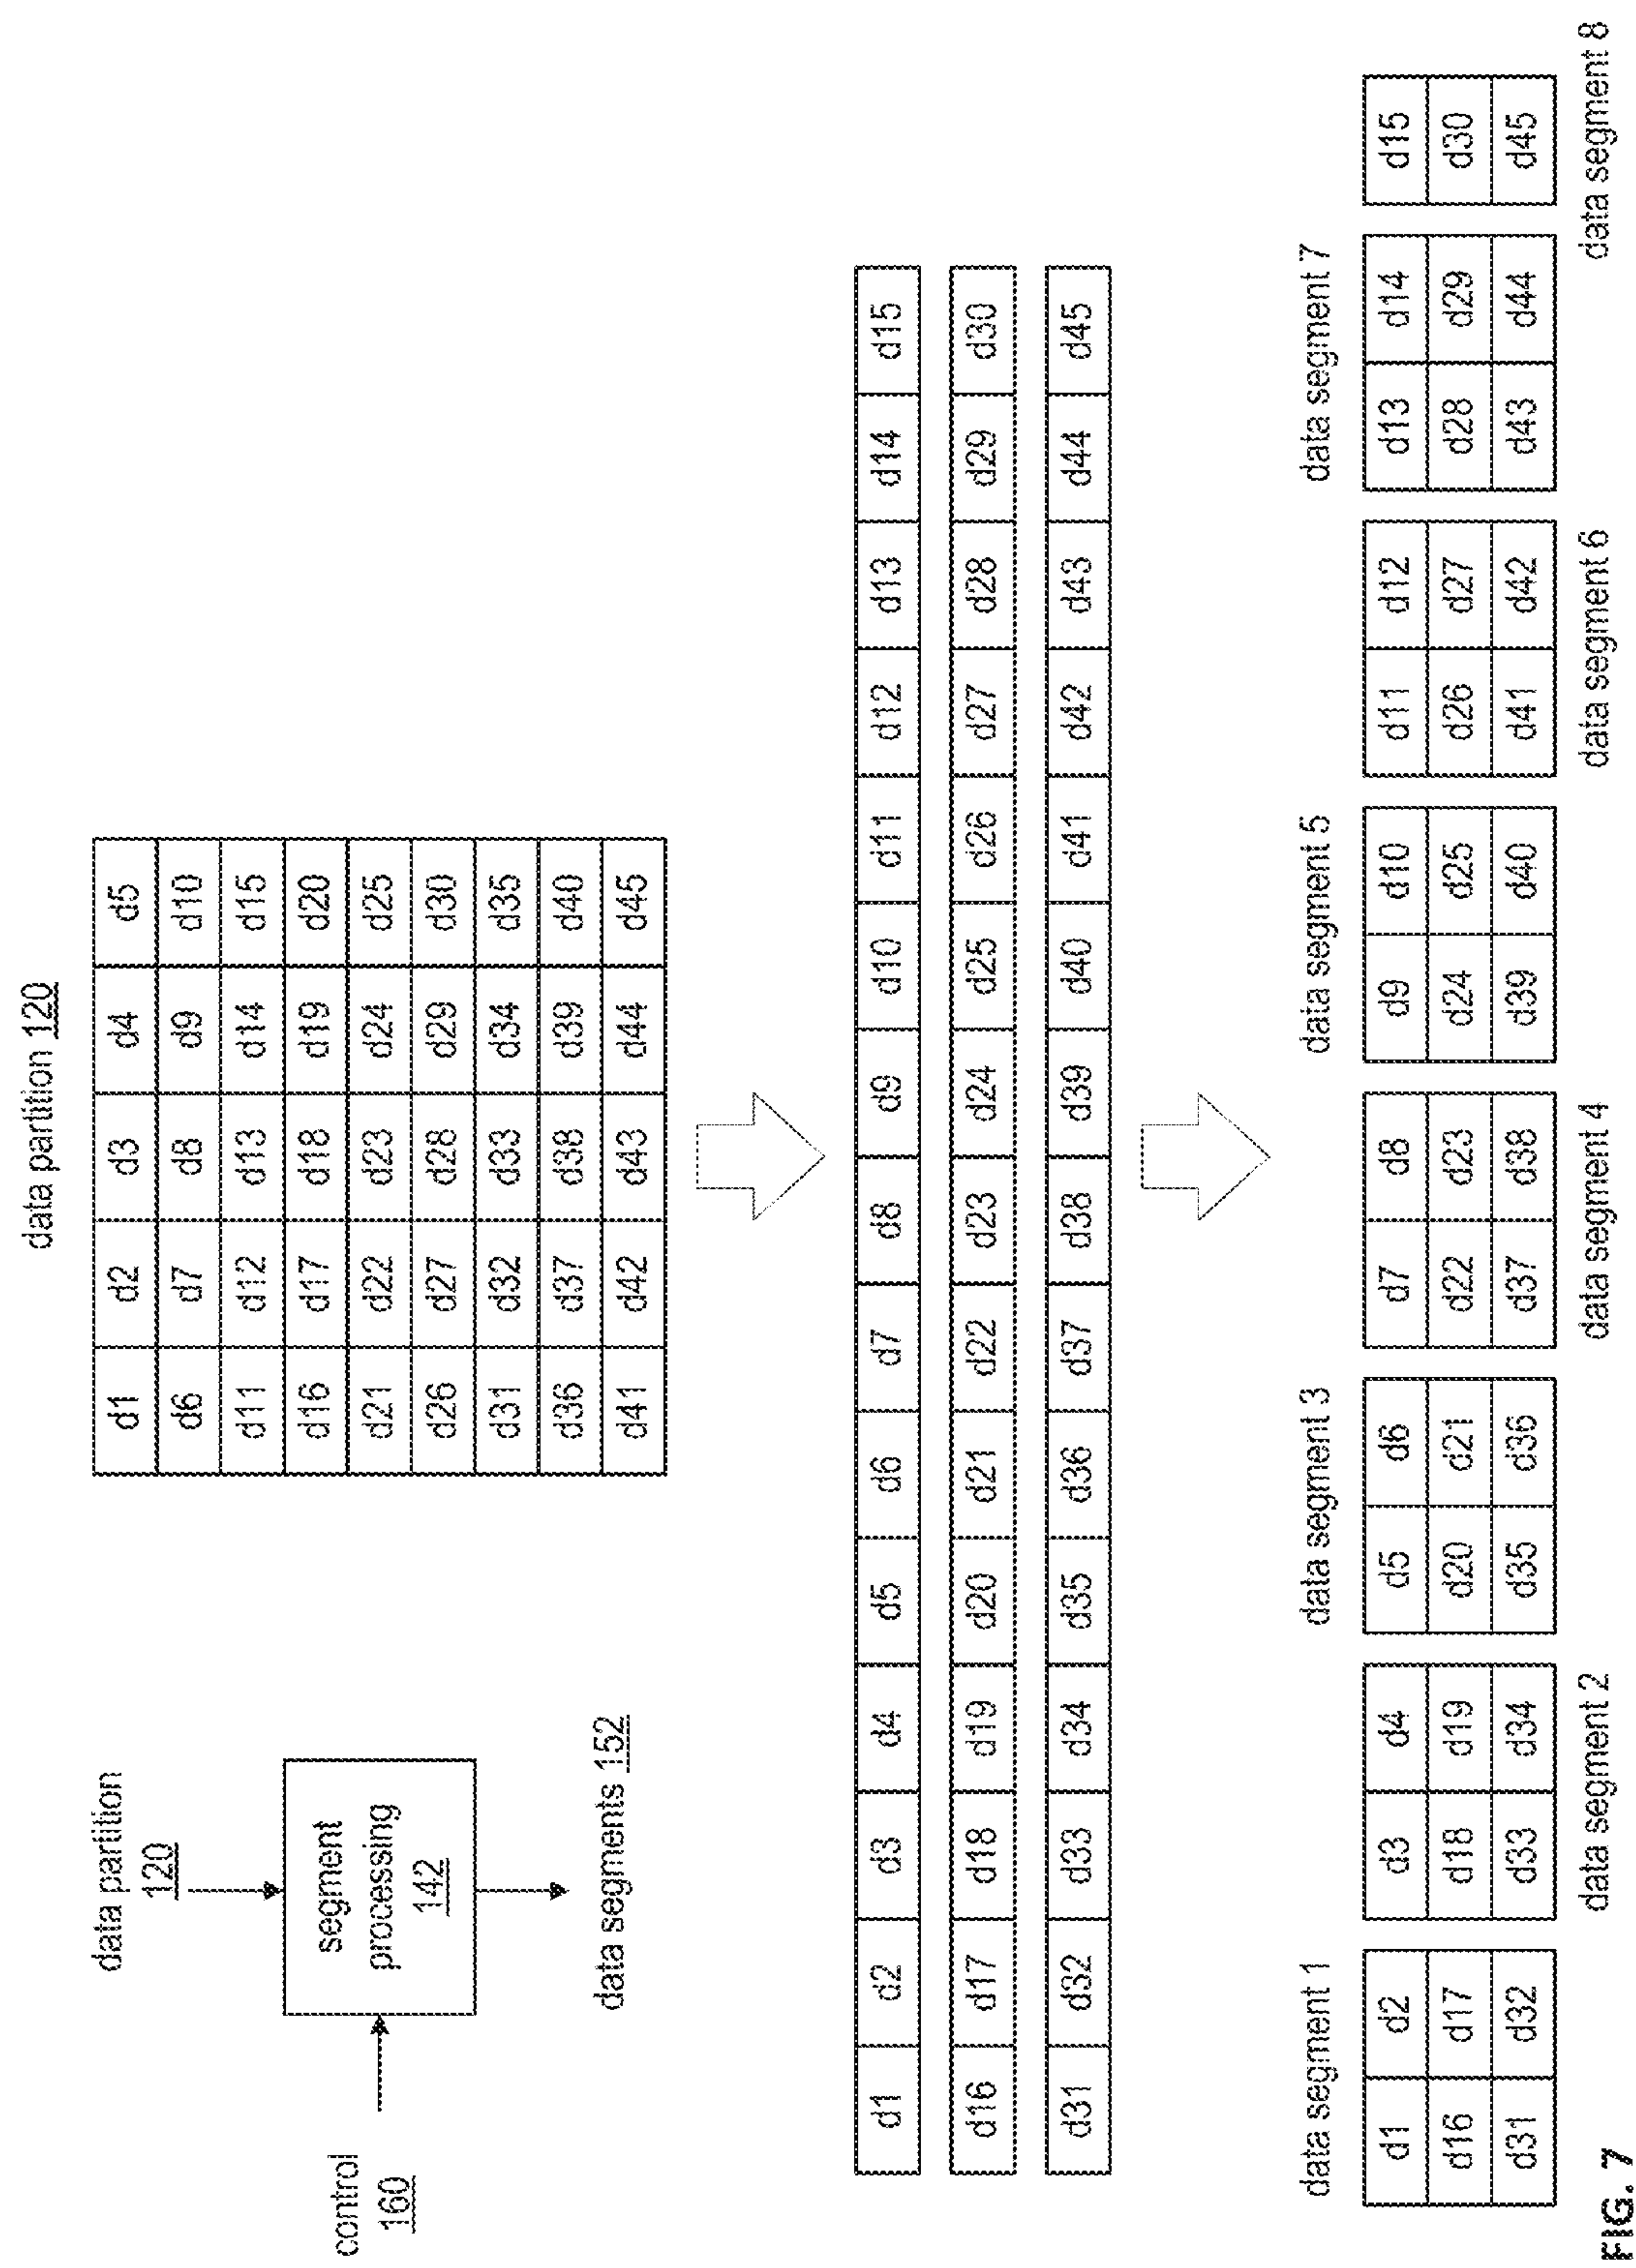 data partition
120
control
160
segment
processing
142
data segments 152
data partition 120
d1 d2 d3 d4 d5
d6 d7 d8 d9 d10
d11 d12 d13 d14 d15
d16 d17 d18 d19 d20
d21 d22 d23 d24 d25
d26 d27 d28 d29 d30
d31 d32 d33 d34 d35
d36 d37 d38 d39 d40
d41 d42 d43 d44 d45
d1 d2 d3 d4 d5 d6 d7 d8 d9 d10 d11 d12 d13 d14 d15
d16 d17 d18 d19 d20 d21 d22 d23 d24 d25 d26 d27 d28 d29 d30
d31 d32 d33 d34 d35 d36 d37 d38 d39 d40 d41 d42 d43 d44 d45
data segment 1 data segment 3 data segment 5 data segment 7
d1 d2 d3 d4 d5 d6 d7 d8 d9 d10 d11 d12 d13 d14 d15
d16 d17 d18 d19 d20 d21 d22 d23 d24 d25 d26 d27 d28 d29 d30
d31 d32 d33 d34 d35 d36 d37 d38 d39 d40 d41 d42 d43 d44 d45
data segment 2 data segment 4 data segment 6 data segment 8
FIG. 7